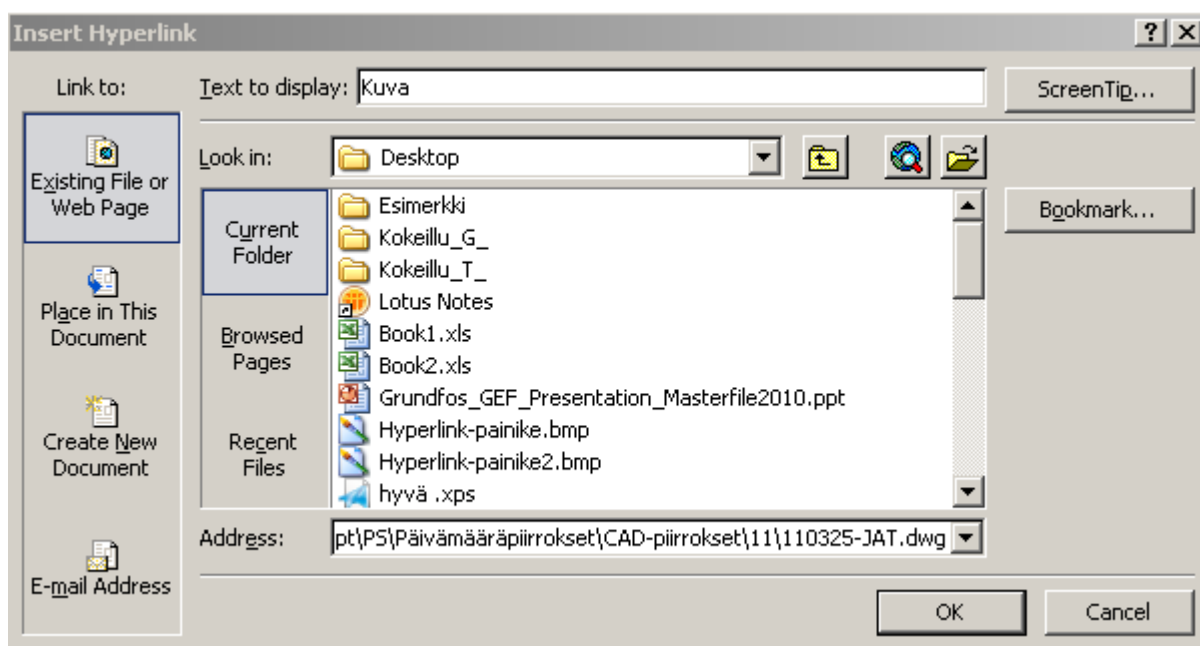 Insert Hyperlink
Link to:
Text to display: Kuva
ScreenTip...
Existing File or
Web Page
Look in: Desktop
Bookmark...
Current
Folder
Esimerkki
Kokeillu_G_
Kokeillu_T_
Lotus Notes
Book1.xls
Book2.xls
Grundfos_GEF_Presentation_Masterfile2010.ppt
Hyperlink-painike.bmp
Hyperlink-painike2.bmp
hyvä .xps
Place in This
Document
Browsed
Pages
Create New
Document
Recent
Files
Address: pt\PS\Päivämääräpiirrokset\CAD-piirrokset\11\110325-JAT.dwg
E-mail Address
OK
Cancel